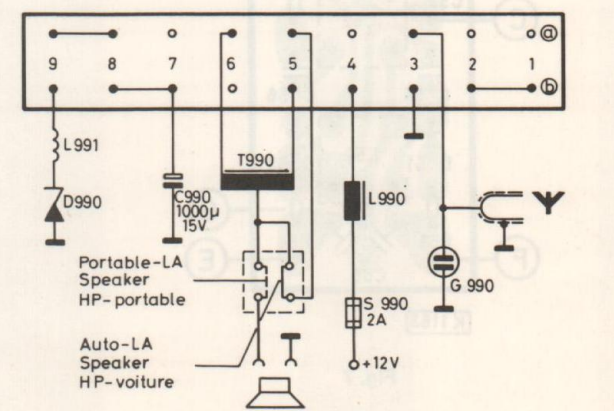 a
9 8 7 6 5 4 3 2 1
b
L991
T990
D990
C990
1000µ
15V
L990
G 990
Portable-LA
Speaker
HP-portable
S 990
2A
Auto-LA
Speaker
HP-voiture
+12V